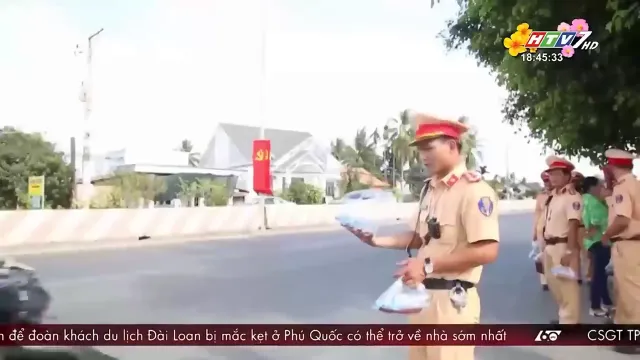 HTV7 HD
18:45:33
n để đoàn khách du lịch Đài Loan bị mắc kẹt ở Phú Quốc có thể trở về nhà sớm nhất
60
CSGT TP